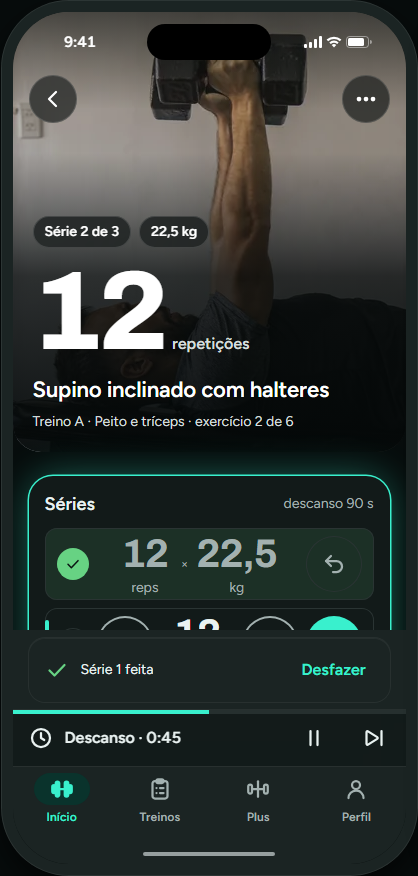 9:41
Série 2 de 3
22,5 kg
12 repetições
Supino inclinado com halteres
Treino A · Peito e tríceps · exercício 2 de 6
Séries
descanso 90 s
12 × 22,5
reps
kg
12
Série 1 feita
Desfazer
Descanso · 0:45
Início
Treinos
Plus
Perfil